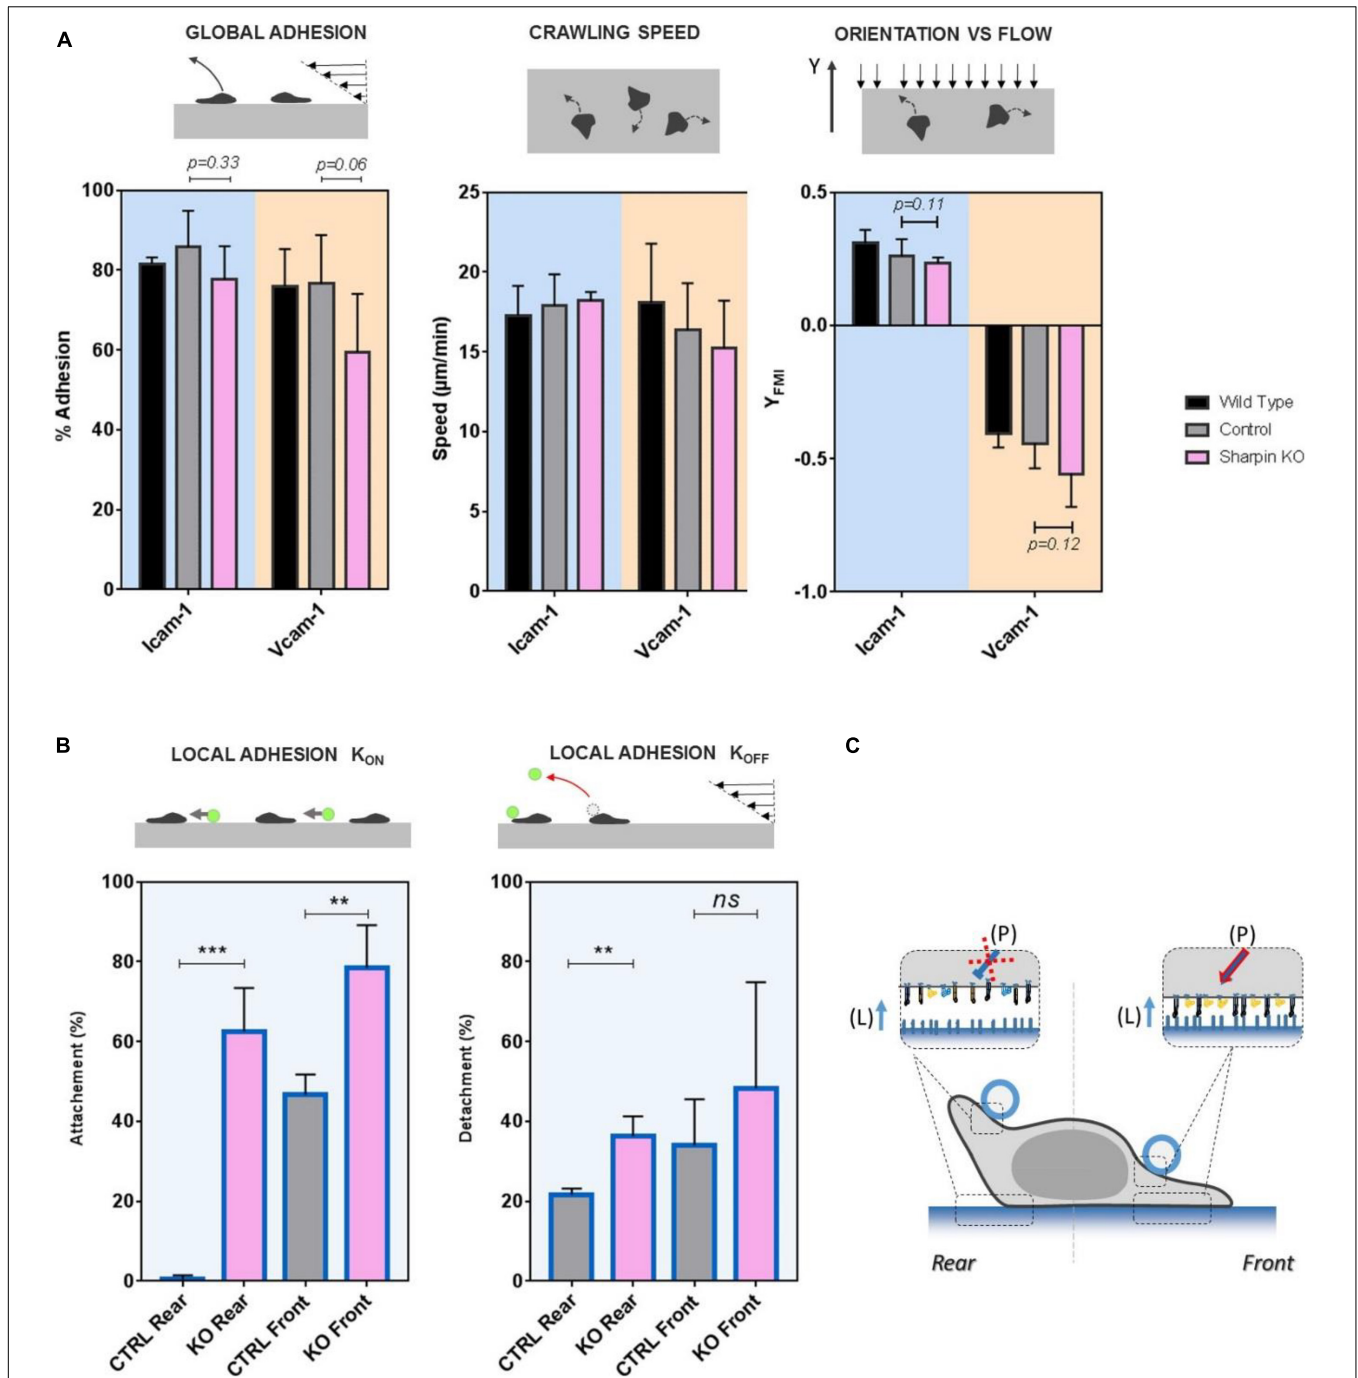 A
GLOBAL ADHESION
CRAWLING SPEED
ORIENTATION VS FLOW
Y
p=0.33
p=0.06
p=0.11
p=0.12
100
80
60
40
20
0
% Adhesion
Icam-1
Vcam-1
25
20
15
10
5
0
Speed (µm/min)
Icam-1
Vcam-1
0.5
0.0
-0.5
-1.0
YFMI
Icam-1
Vcam-1
Wild Type
Control
Sharpin KO
B
LOCAL ADHESION KON
LOCAL ADHESION KOFF
100
80
60
40
20
0
Attachement (%)
***
**
CTRL Rear
KO Rear
CTRL Front
KO Front
100
80
60
40
20
0
Detachment (%)
**
ns
CTRL Rear
KO Rear
CTRL Front
KO Front
C
(P)
(P)
(L)
(L)
Rear
Front